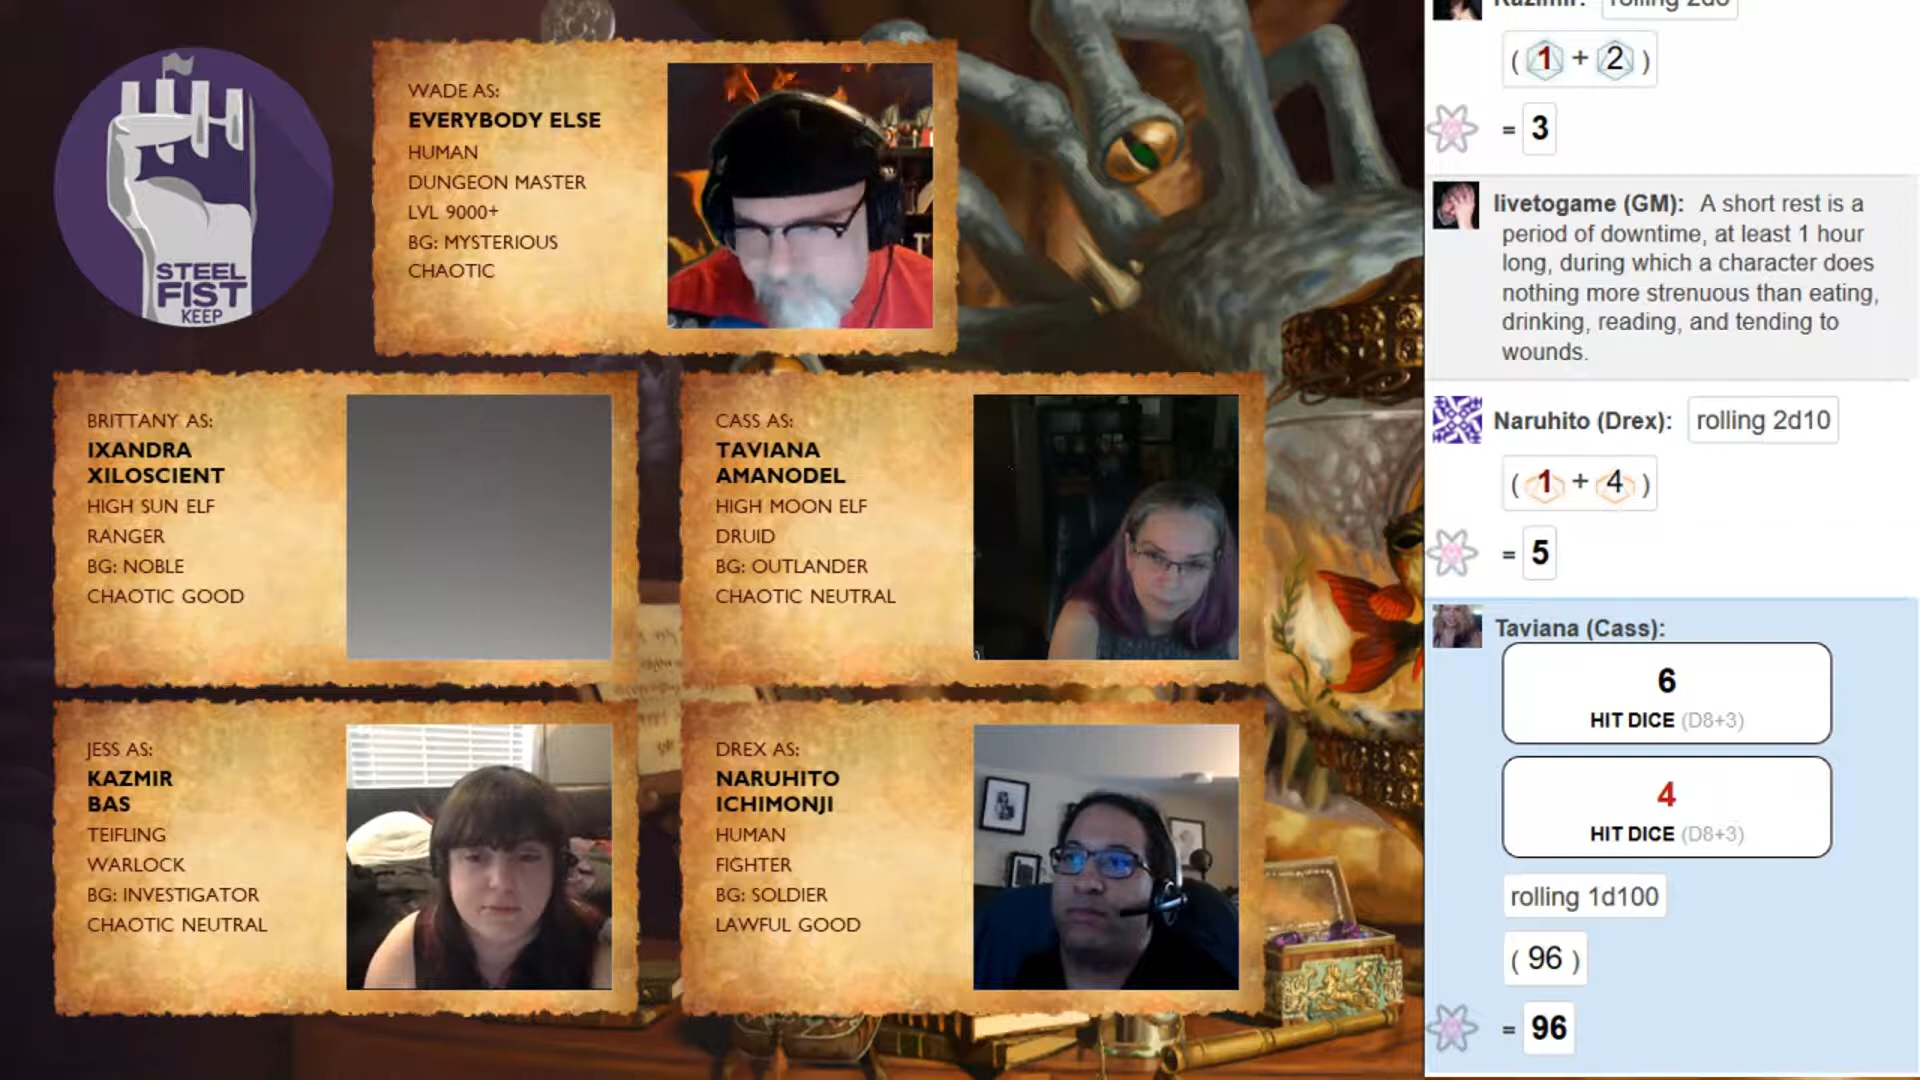 STEEL
FIST
KEEP
WADE AS:
EVERYBODY ELSE
HUMAN
DUNGEON MASTER
LVL 9000+
BG: MYSTERIOUS
CHAOTIC
BRITTANY AS:
IXANDRA
XILOSCIENT
HIGH SUN ELF
RANGER
BG: NOBLE
CHAOTIC GOOD
CASS AS:
TAVIANA
AMANODEL
HIGH MOON ELF
DRUID
BG: OUTLANDER
CHAOTIC NEUTRAL
JESS AS:
KAZMIR
BAS
TEIFLING
WARLOCK
BG: INVESTIGATOR
CHAOTIC NEUTRAL
DREX AS:
NARUHITO
ICHIMONJI
HUMAN
FIGHTER
BG: SOLDIER
LAWFUL GOOD
Kazimir: rolling 2d8
(1 + 2)
= 3
livetogame (GM): A short rest is a
period of downtime, at least 1 hour
long, during which a character does
nothing more strenuous than eating,
drinking, reading, and tending to
wounds.
Naruhito (Drex): rolling 2d10
(1 + 4)
= 5
Taviana (Cass):
6
HIT DICE (D8+3)
4
HIT DICE (D8+3)
rolling 1d100
(96)
= 96